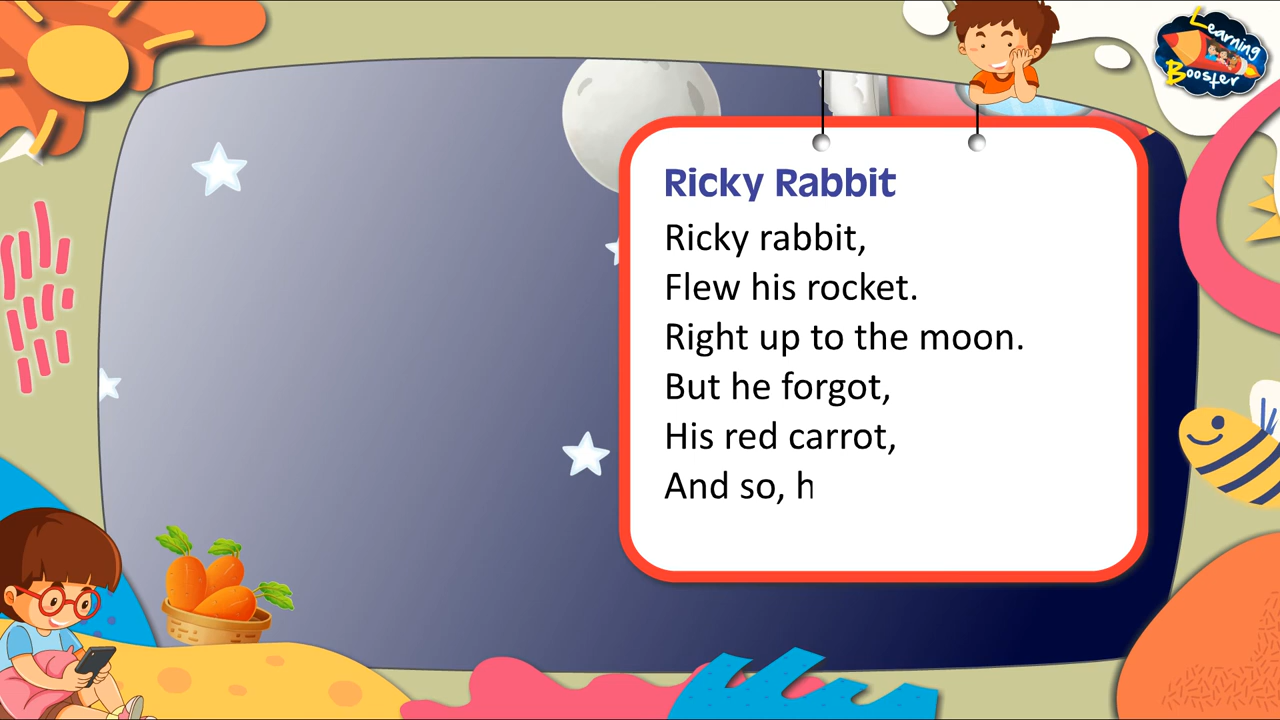 Learning
Booster
Ricky Rabbit
Ricky rabbit,
Flew his rocket.
Right up to the moon.
But he forgot,
His red carrot,
And so, h